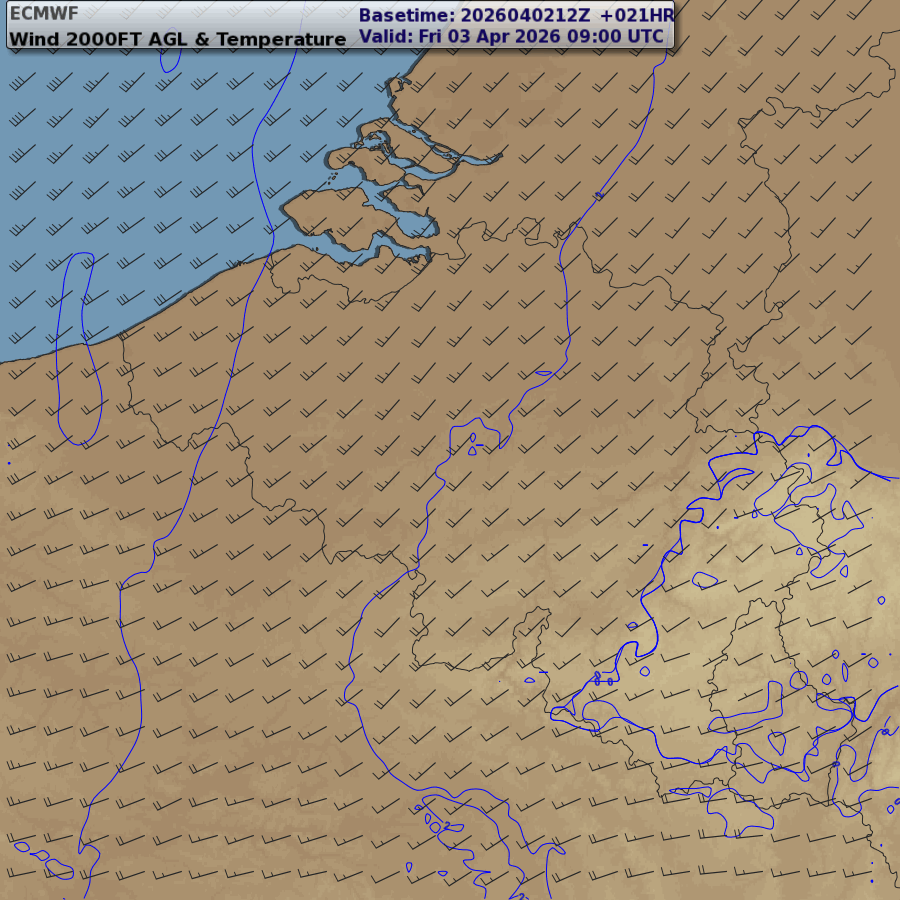 ECMWF
Basetime: 2026040212Z +021HR
Wind 2000FT AGL & Temperature
Valid: Fri 03 Apr 2026 09:00 UTC